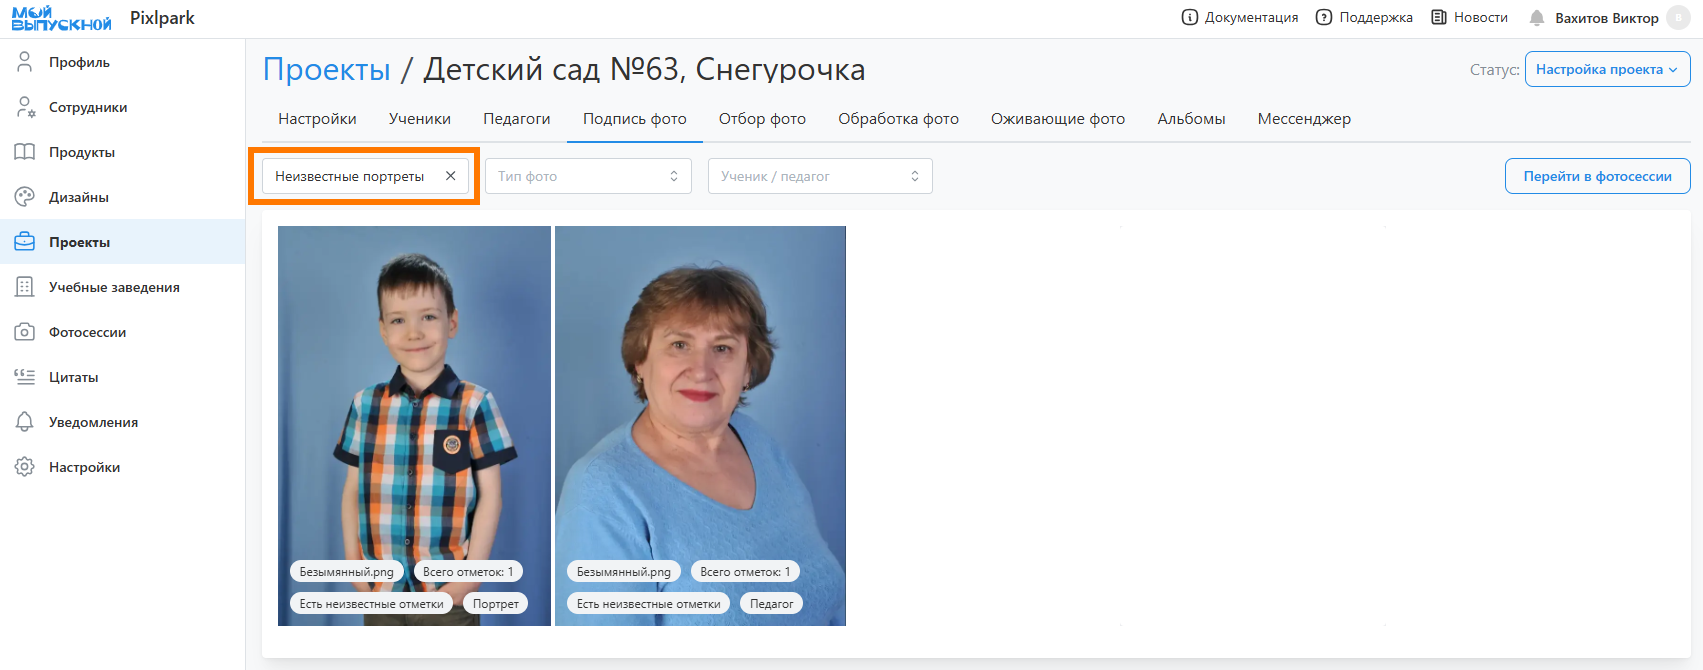 МОЙ ВЫПУСКНОЙ Pixlpark Документация Поддержка Новости Вахитов Виктор В
Профиль
Сотрудники
Продукты
Дизайны
Проекты
Учебные заведения
Фотосессии
Цитаты
Уведомления
Настройки
Проекты / Детский сад №63, Снегурочка Статус: Настройка проекта
Настройки Ученики Педагоги Подпись фото Отбор фото Обработка фото Оживающие фото Альбомы Мессенджер
Неизвестные портреты Тип фото Ученик / педагог Перейти в фотосессии
Безымянный.png Всего отметок: 1
Есть неизвестные отметки Портрет
Безымянный.png Всего отметок: 1
Есть неизвестные отметки Педагог